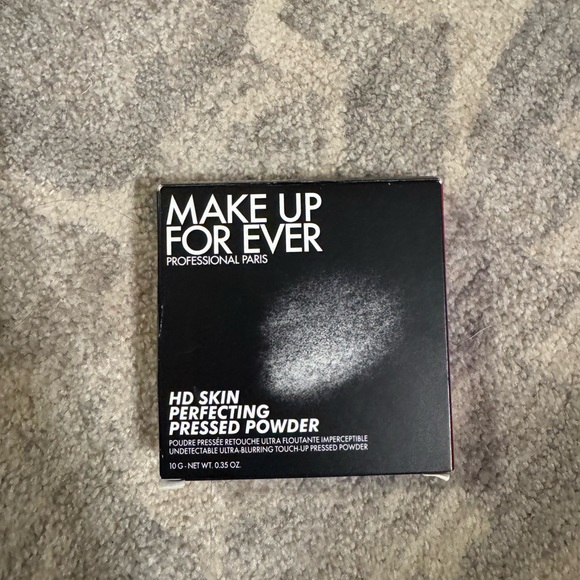 MAKE UP
FOR EVER
PROFESSIONAL PARIS
HD SKIN
PERFECTING
PRESSED POWDER
POUDRE PRESSÉE RETOUCHE ULTRA FLOUTANTE IMPERCEPTIBLE
UNDETECTABLE ULTRA-BLURRING TOUCH-UP PRESSED POWDER
10 G - NET WT. 0.35 OZ.